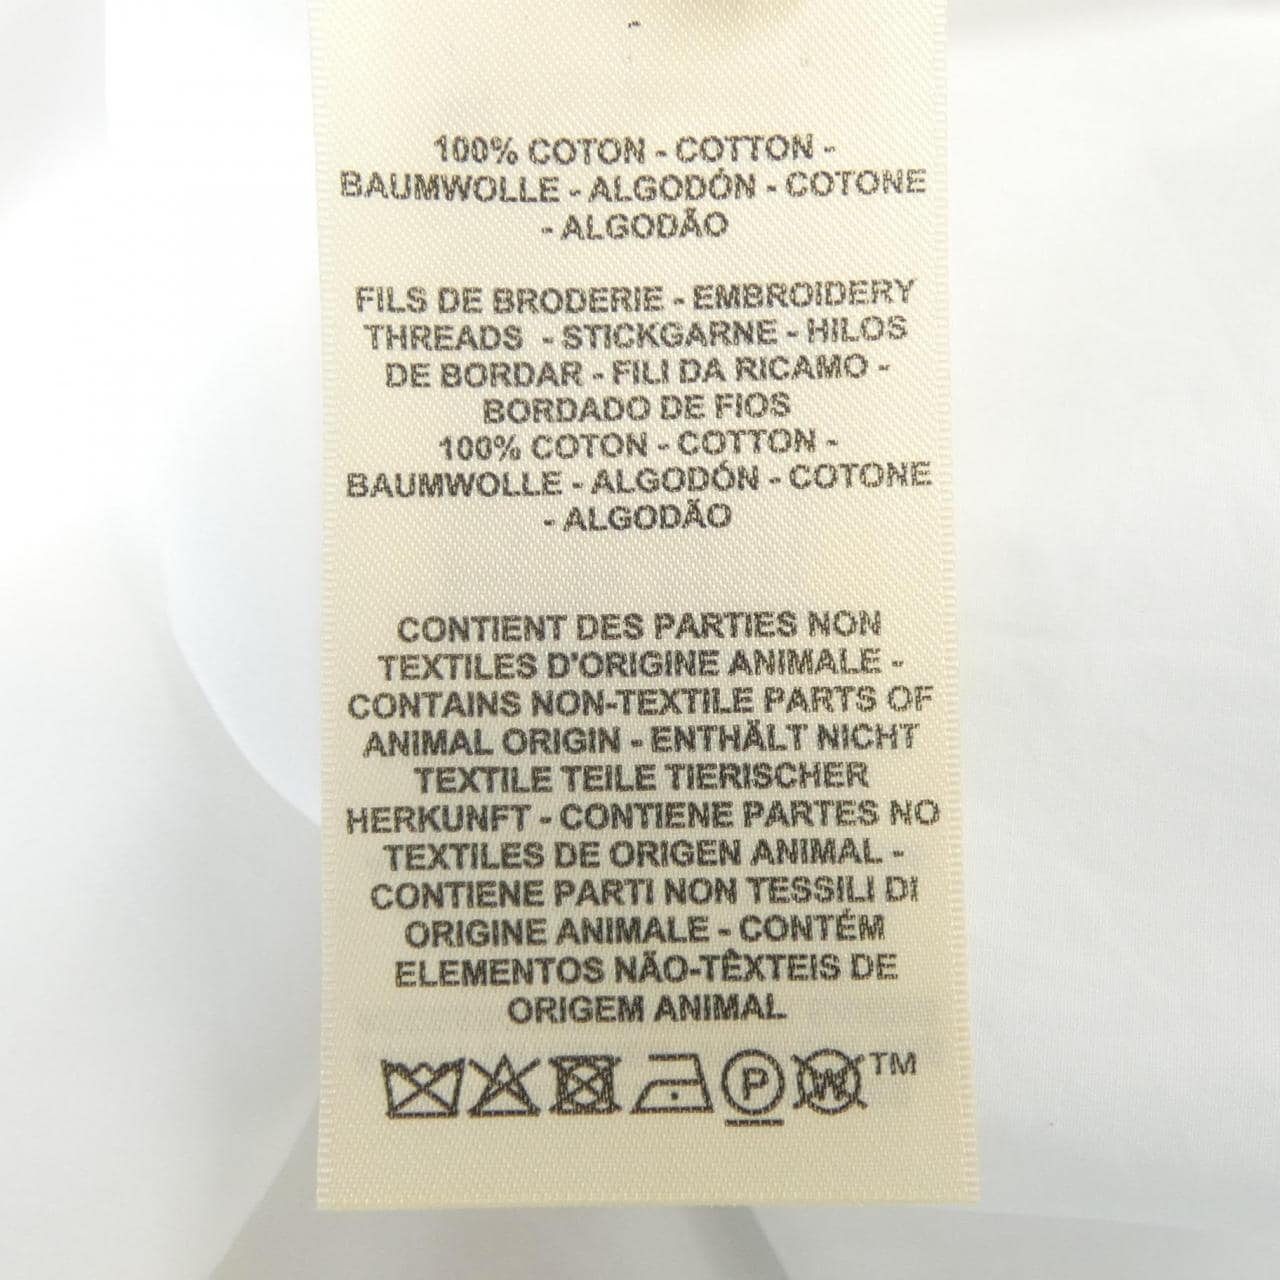 100% COTON - COTTON -
BAUMWOLLE - ALGODÓN - COTONE
- ALGODÃO
FILS DE BRODERIE - EMBROIDERY
THREADS - STICKGARNE - HILOS
DE BORDAR - FILI DA RICAMO -
BORDADO DE FIOS
100% COTON - COTTON -
BAUMWOLLE - ALGODÓN - COTONE
- ALGODÃO
CONTIENT DES PARTIES NON
TEXTILES D'ORIGINE ANIMALE -
CONTAINS NON-TEXTILE PARTS OF
ANIMAL ORIGIN - ENTHÄLT NICHT
TEXTILE TEILE TIERISCHER
HERKUNFT - CONTIENE PARTES NO
TEXTILES DE ORIGEN ANIMAL -
CONTIENE PARTI NON TESSILI DI
ORIGINE ANIMALE - CONTÉM
ELEMENTOS NÃO-TÊXTEIS DE
ORIGEM ANIMAL
P W TM